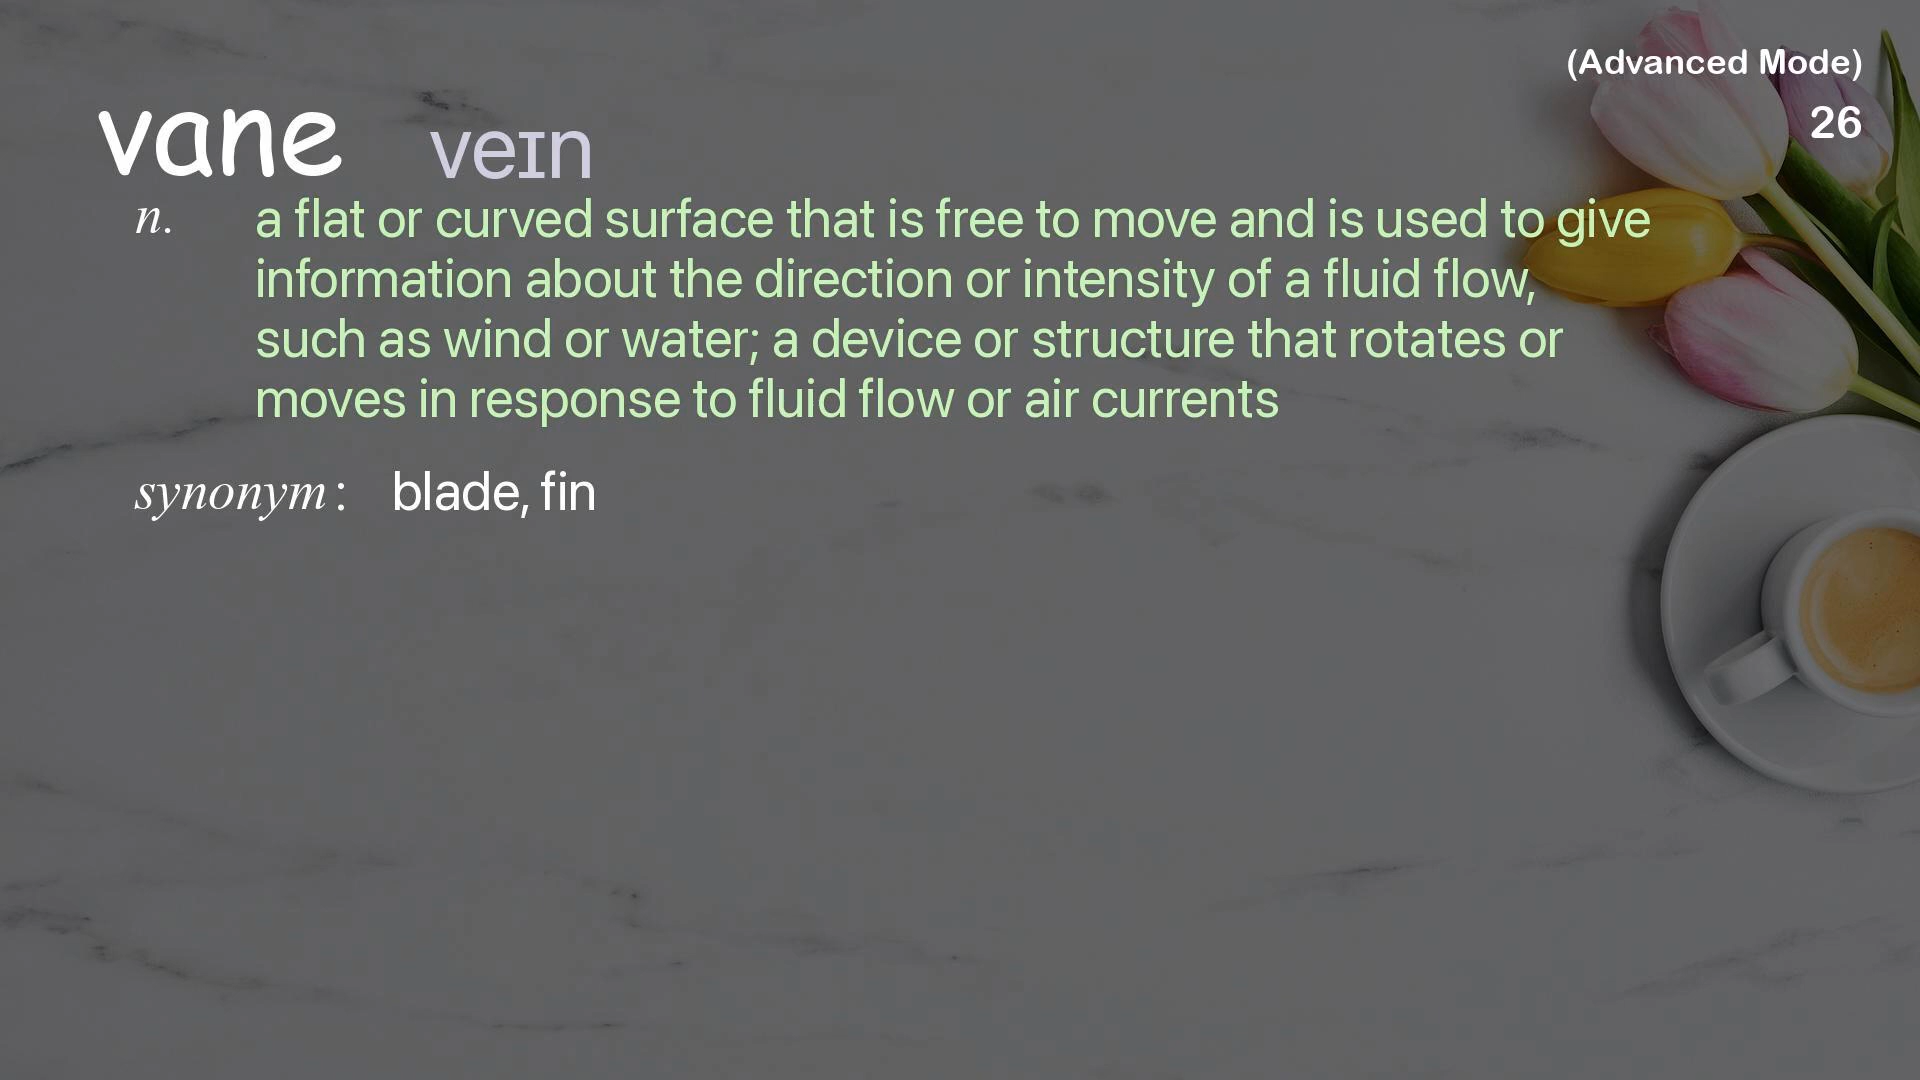 (Advanced Mode)
26
vane veɪn
n. a flat or curved surface that is free to move and is used to give
information about the direction or intensity of a fluid flow,
such as wind or water; a device or structure that rotates or
moves in response to fluid flow or air currents
synonym: blade, fin